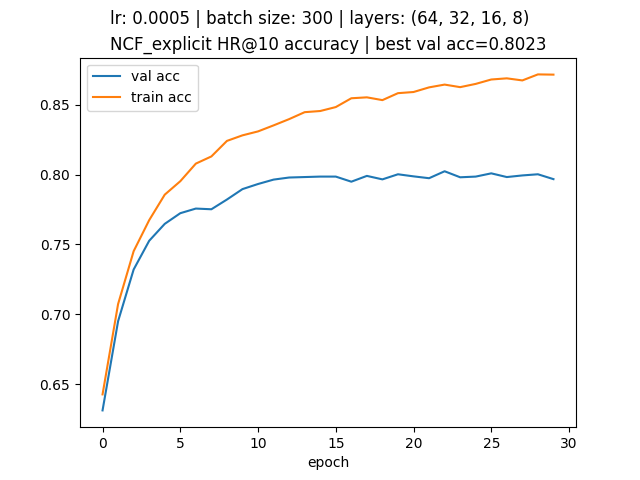 lr: 0.0005 | batch size: 300 | layers: (64, 32, 16, 8)
NCF_explicit HR@10 accuracy | best val acc=0.8023
val acc
train acc
0.85
0.80
0.75
0.70
0.65
0 5 10 15 20 25 30
epoch